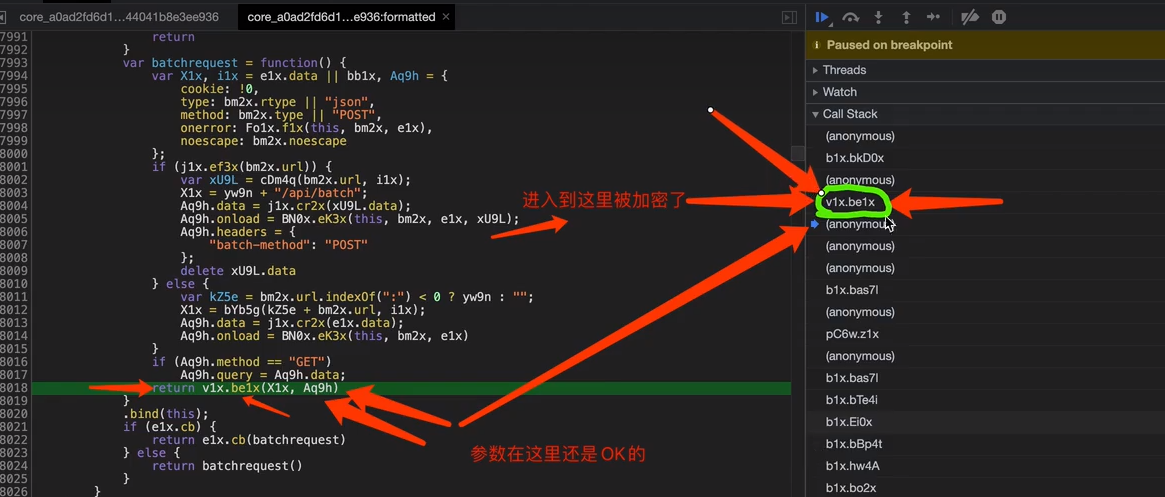 core_a0ad2fd6d1...44041b8e3ee936
core_a0ad2fd6d1...e936:formatted ×
7991 return
7992 }
7993 var batchrequest = function() {
7994 var X1x, i1x = e1x.data || bb1x, Aq9h = {
7995 cookie: !0,
7996 type: bm2x.rtype || "json",
7997 method: bm2x.type || "POST",
7998 onerror: Fo1x.f1x(this, bm2x, e1x),
7999 noescape: bm2x.noescape
8000 };
8001 if (j1x.ef3x(bm2x.url)) {
8002 var xU9L = cDm4q(bm2x.url, i1x);
8003 X1x = yw9n + "/api/batch";
8004 Aq9h.data = j1x.cr2x(xU9L.data);
8005 Aq9h.onload = BN0x.eK3x(this, bm2x, e1x, xU9L);
8006 Aq9h.headers = {
8007 "batch-method": "POST"
8008 };
8009 delete xU9L.data
8010 } else {
8011 var kZ5e = bm2x.url.indexOf(":") < 0 ? yw9n : "";
8012 X1x = bYb5g(kZ5e + bm2x.url, i1x);
8013 Aq9h.data = j1x.cr2x(e1x.data);
8014 Aq9h.onload = BN0x.eK3x(this, bm2x, e1x)
8015 }
8016 if (Aq9h.method == "GET")
8017 Aq9h.query = Aq9h.data;
8018 return v1x.be1x(X1x, Aq9h)
8019 }
8020 .bind(this);
8021 if (e1x.cb) {
8022 return e1x.cb(batchrequest)
8023 } else {
8024 return batchrequest()
8025 }
8026 }
进入到这里被加密了
参数在这里还是OK的
Paused on breakpoint
Threads
Watch
Call Stack
(anonymous)
b1x.bkD0x
(anonymous)
v1x.be1x
(anonymous)
(anonymous)
(anonymous)
b1x.bas7l
(anonymous)
pC6w.z1x
(anonymous)
b1x.bas7l
b1x.bTe4i
b1x.Ei0x
b1x.bBp4t
b1x.hw4A
b1x.bo2x